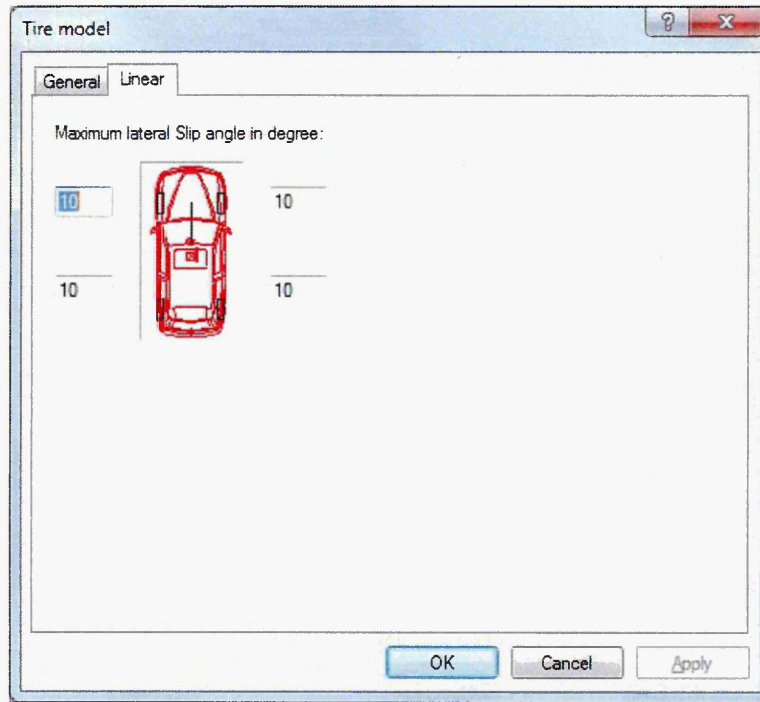 Tire model
General Linear
Maximum lateral Slip angle in degree:
10 10
10 10
OK Cancel Apply